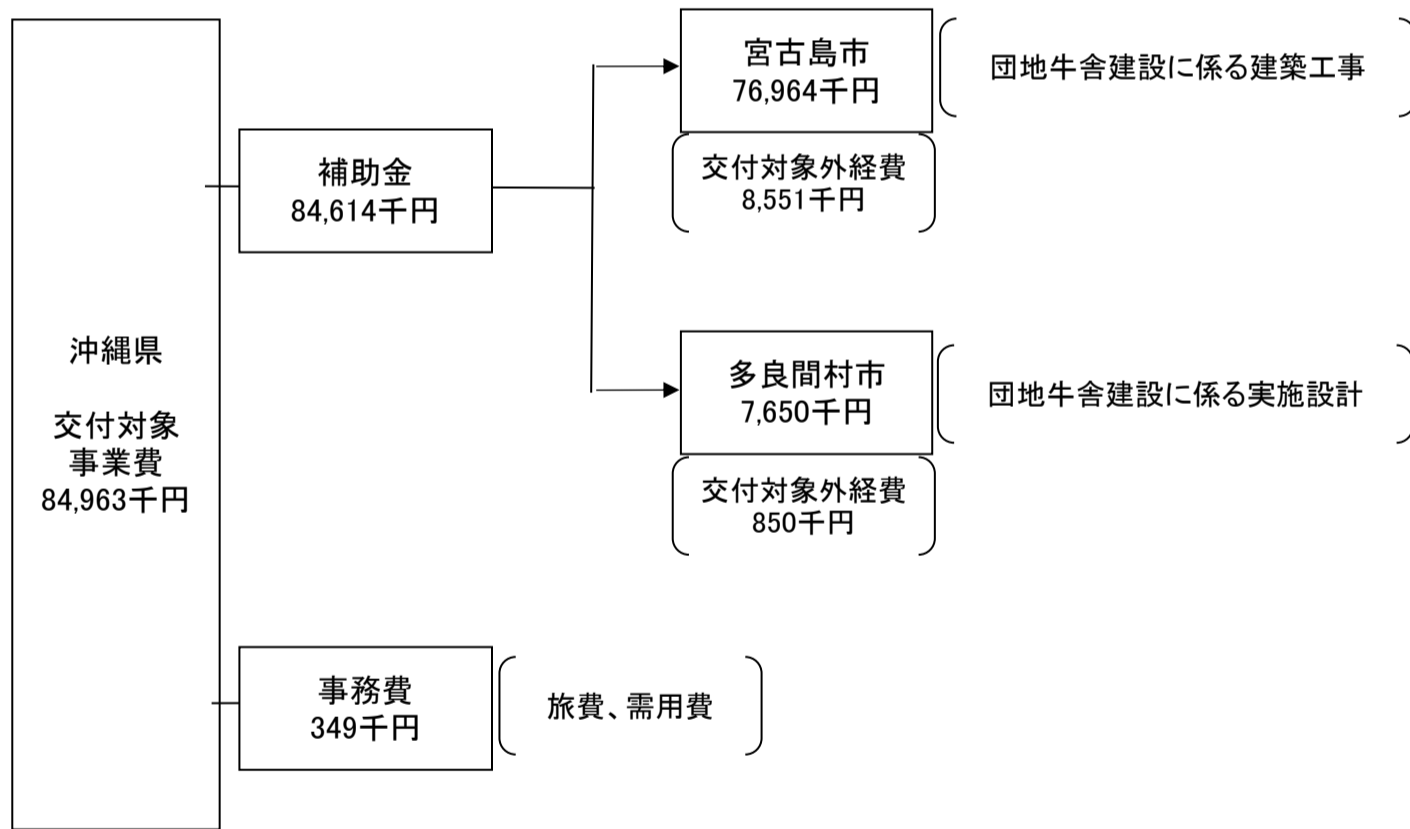 沖縄県
交付対象
事業費
84,963千円
補助金
84,614千円
宮古島市
76,964千円
団地牛舎建設に係る建築工事
交付対象外経費
8,551千円
多良間村市
7,650千円
団地牛舎建設に係る実施設計
交付対象外経費
850千円
事務費
349千円
旅費、需用費